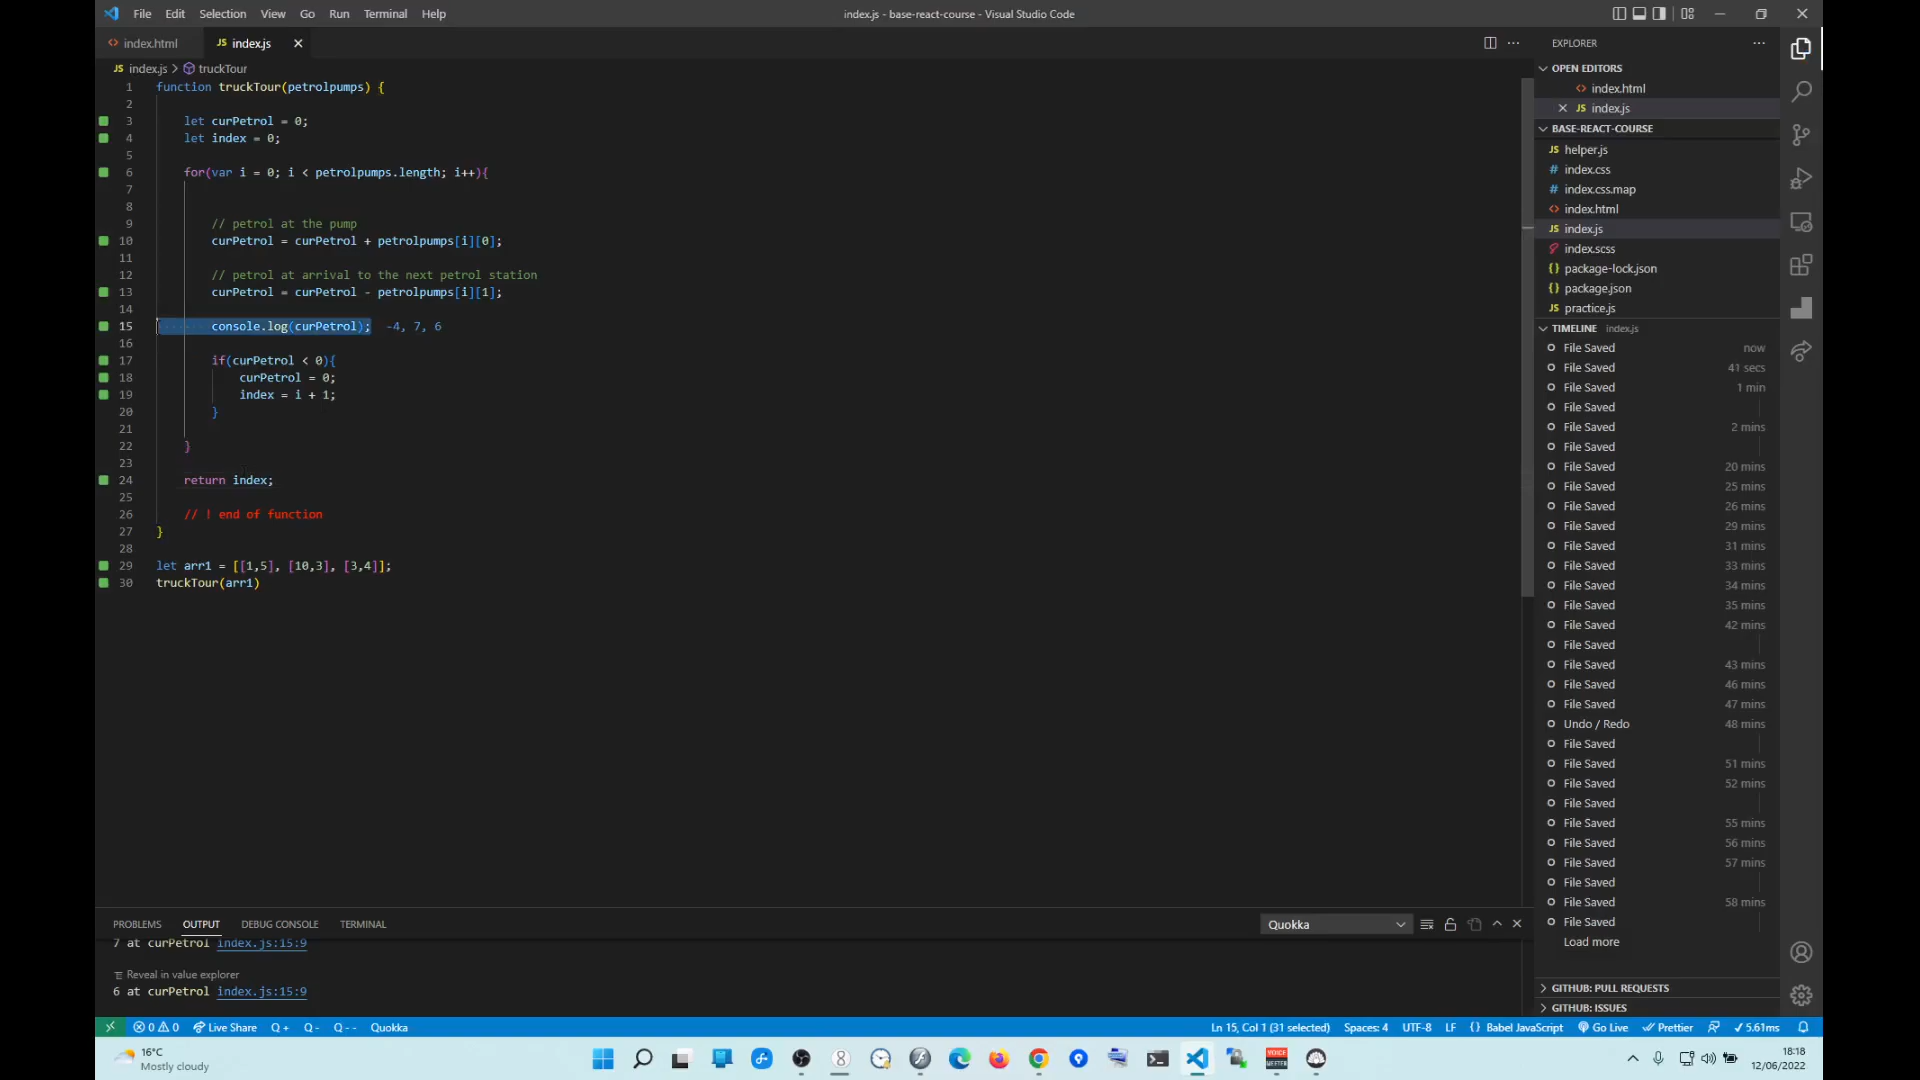 File Edit Selection View Go Run Terminal Help
index.js - base-react-course - Visual Studio Code
index.html
JS index.js
JS index.js > truckTour
1 function truckTour(petrolpumps) {
2
3 let curPetrol = 0;
4 let index = 0;
5
6 for(var i = 0; i < petrolpumps.length; i++){
7
8
9 // petrol at the pump
10 curPetrol = curPetrol + petrolpumps[i][0];
11
12 // petrol at arrival to the next petrol station
13 curPetrol = curPetrol - petrolpumps[i][1];
14
15 console.log(curPetrol); -4, 7, 6
16
17 if(curPetrol < 0){
18 curPetrol = 0;
19 index = i + 1;
20 }
21
22 }
23
24 return index;
25
26 // ! end of function
27 }
28
29 let arr1 = [[1,5], [10,3], [3,4]];
30 truckTour(arr1)
PROBLEMS OUTPUT DEBUG CONSOLE TERMINAL
Quokka
7 at curPetrol index.js:15:9
Reveal in value explorer
6 at curPetrol index.js:15:9
EXPLORER
OPEN EDITORS
<> index.html
JS index.js
BASE-REACT-COURSE
JS helper.js
# index.css
# index.css.map
<> index.html
JS index.js
index.scss
{} package-lock.json
{} package.json
JS practice.js
TIMELINE index.js
File Saved now
File Saved 41 secs
File Saved 1 min
File Saved
File Saved 2 mins
File Saved
File Saved 20 mins
File Saved 25 mins
File Saved 26 mins
File Saved 29 mins
File Saved 31 mins
File Saved 33 mins
File Saved 34 mins
File Saved 35 mins
File Saved 42 mins
File Saved
File Saved 43 mins
File Saved 46 mins
File Saved 47 mins
Undo / Redo 48 mins
File Saved
File Saved 51 mins
File Saved 52 mins
File Saved
File Saved 55 mins
File Saved 56 mins
File Saved 57 mins
File Saved
File Saved 58 mins
File Saved
Load more
GITHUB: PULL REQUESTS
GITHUB: ISSUES
0 0 Live Share Q + Q - Q - - Quokka
Ln 15, Col 1 (31 selected) Spaces: 4 UTF-8 LF {} Babel JavaScript Go Live Prettier 5.61ms
16°C
Mostly cloudy
18:18
12/06/2022